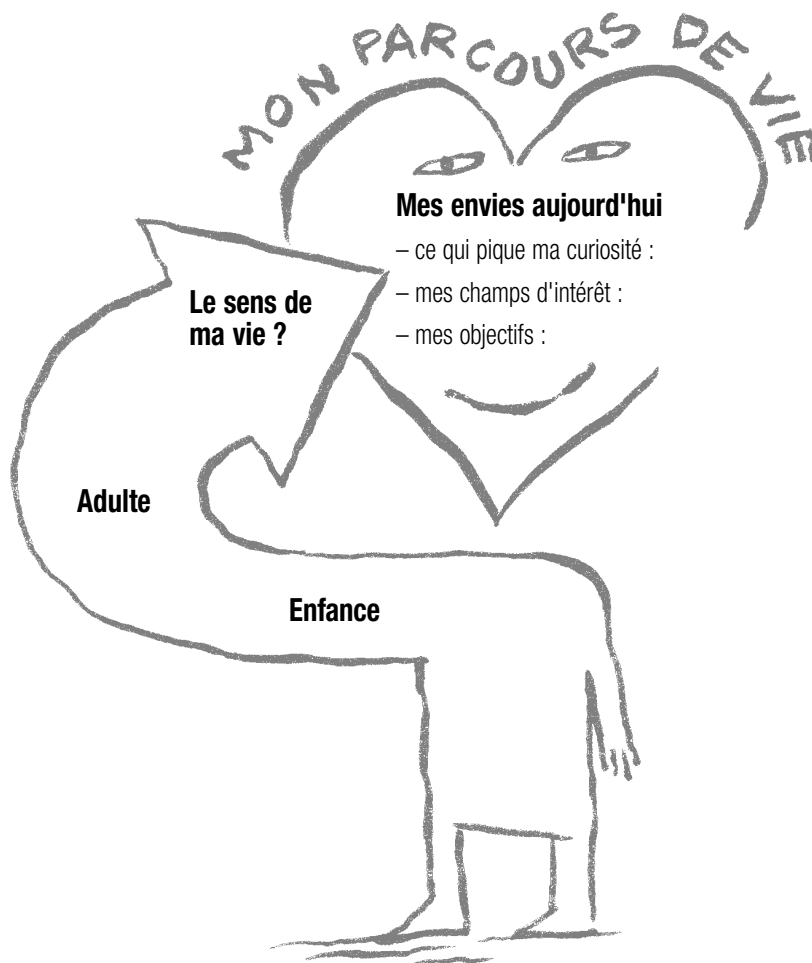 MON PARCOURS DE VIE
Mes envies aujourd'hui
– ce qui pique ma curiosité :
– mes champs d'intérêt :
– mes objectifs :
Le sens de
ma vie ?
Adulte
Enfance